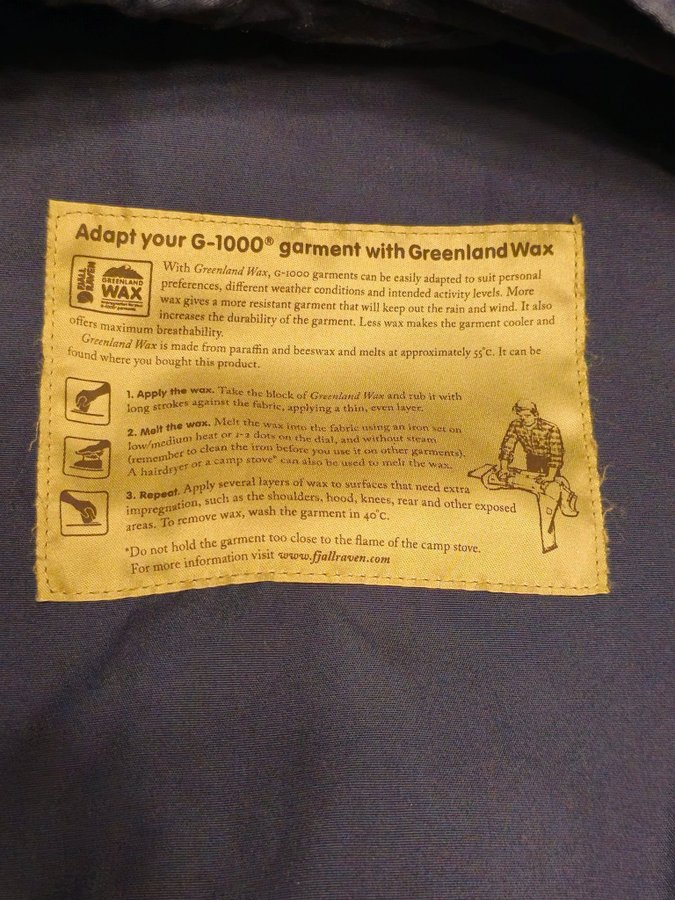 Adapt your G-1000® garment with Greenland Wax
FJÄLL
RÄVEN
GREENLAND
WAX
With Greenland Wax, G-1000 garments can be easily adapted to suit personal
preferences, different weather conditions and intended activity levels. More
wax gives a more resistant garment that will keep out the rain and wind. It also
increases the durability of the garment. Less wax makes the garment cooler and
offers maximum breathability.
Greenland Wax is made from paraffin and beeswax and melts at approximately 55°C. It can be
found where you bought this product.
1. Apply the wax. Take the block of Greenland Wax and rub it with
long strokes against the fabric, applying a thin, even layer.
2. Melt the wax. Melt the wax into the fabric using an iron set on
low/medium heat or 1-2 dots on the dial, and without steam
(remember to clean the iron before you use it on other garments).
A hairdryer or a camp stove* can also be used to melt the wax.
3. Repeat. Apply several layers of wax to surfaces that need extra
impregnation, such as the shoulders, hood, knees, rear and other exposed
areas. To remove wax, wash the garment in 40°C.
*Do not hold the garment too close to the flame of the camp stove.
For more information visit www.fjallraven.com